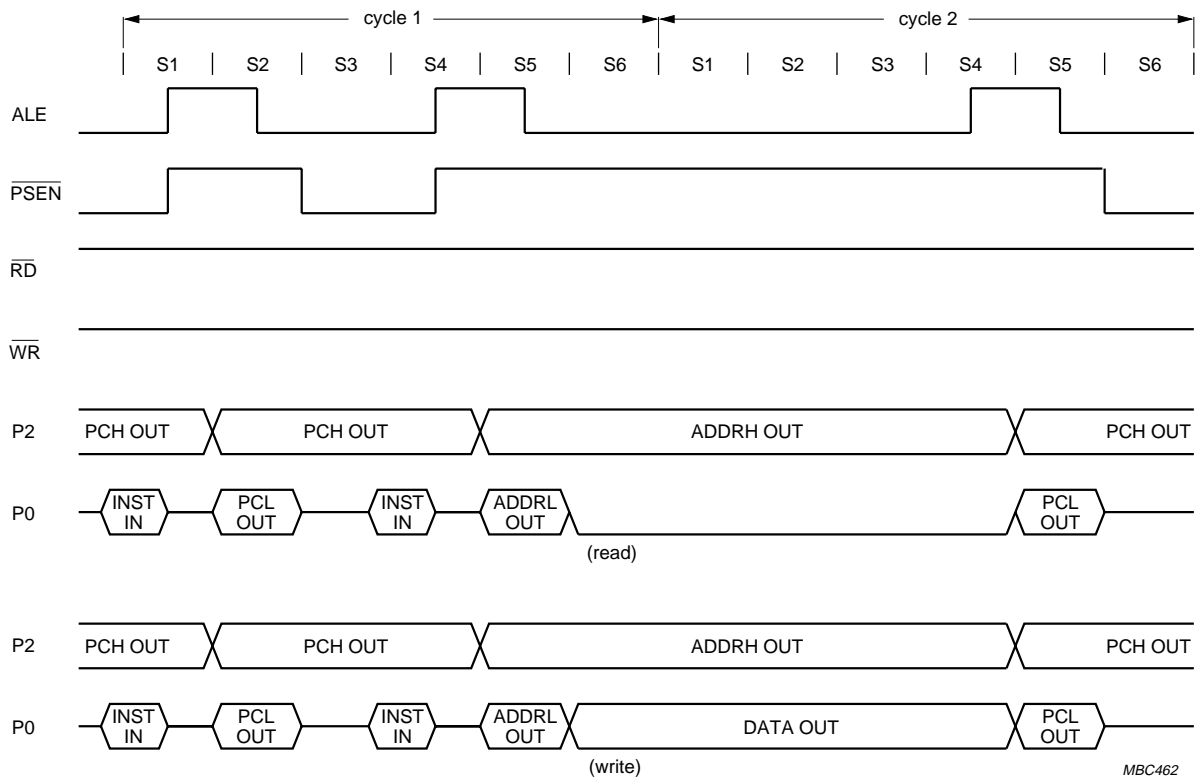 cycle 1 cycle 2
S1 S2 S3 S4 S5 S6 S1 S2 S3 S4 S5 S6
ALE
PSEN
RD
WR
P2 PCH OUT PCH OUT ADDRH OUT PCH OUT
P0 INST IN PCL OUT INST IN ADDRL OUT PCL OUT
(read)
P2 PCH OUT PCH OUT ADDRH OUT PCH OUT
P0 INST IN PCL OUT INST IN ADDRL OUT DATA OUT PCL OUT
(write) MBC462